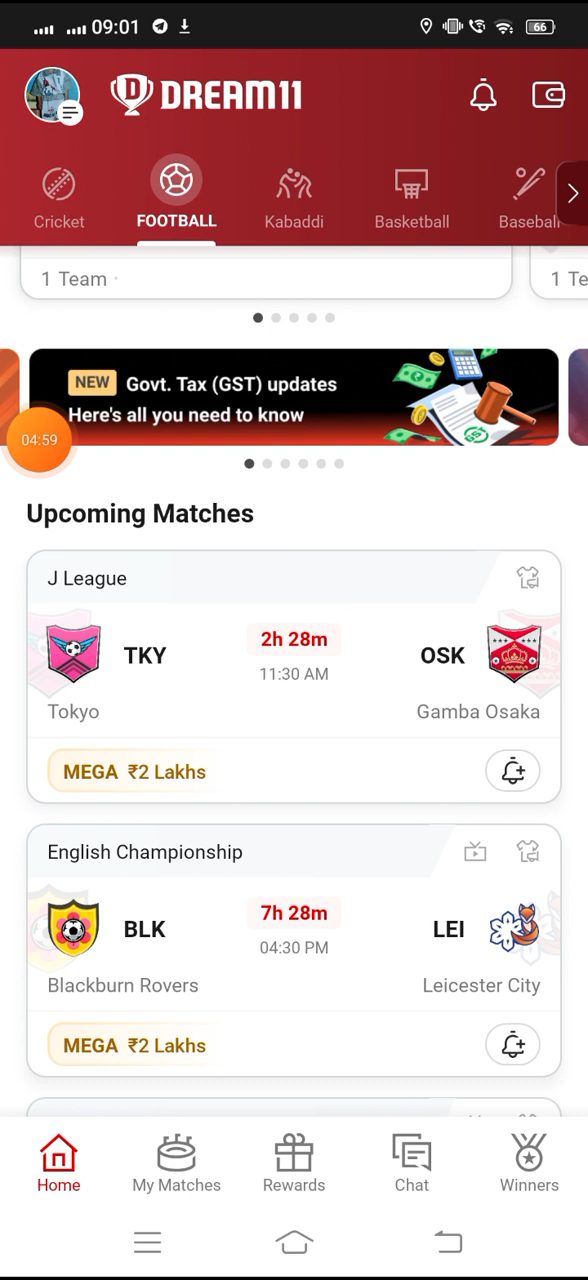 09:01
66
DREAM11
Cricket
FOOTBALL
Kabaddi
Basketball
Baseball
1 Team
1 Te
NEW Govt. Tax (GST) updates
Here's all you need to know
04:59
Upcoming Matches
J League
TKY 2h 28m OSK
11:30 AM
Tokyo Gamba Osaka
MEGA ₹2 Lakhs
English Championship
BLK 7h 28m LEI
04:30 PM
Blackburn Rovers Leicester City
MEGA ₹2 Lakhs
Home My Matches Rewards Chat Winners